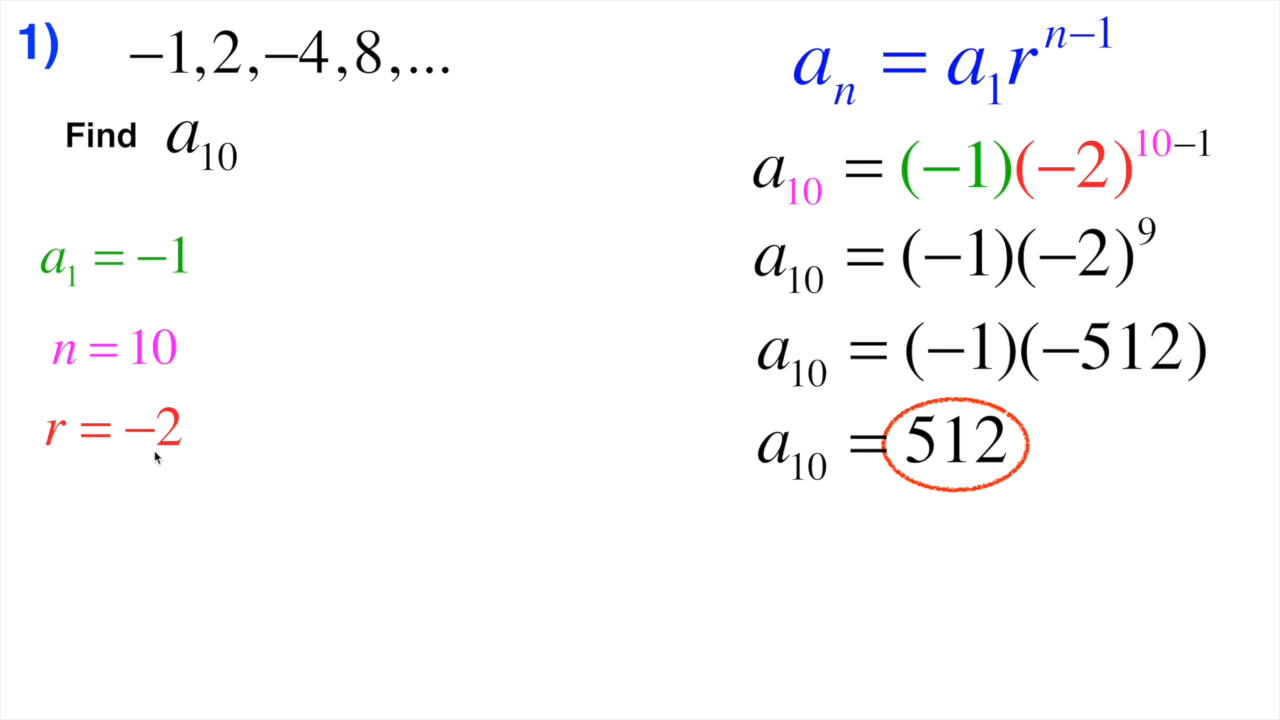 1) −1,2,−4,8,...
Find a₁₀
a₁ = −1
n = 10
r = −2
aₙ = a₁rⁿ⁻¹
a₁₀ = (−1)(−2)¹⁰⁻¹
a₁₀ = (−1)(−2)⁹
a₁₀ = (−1)(−512)
a₁₀ = 512